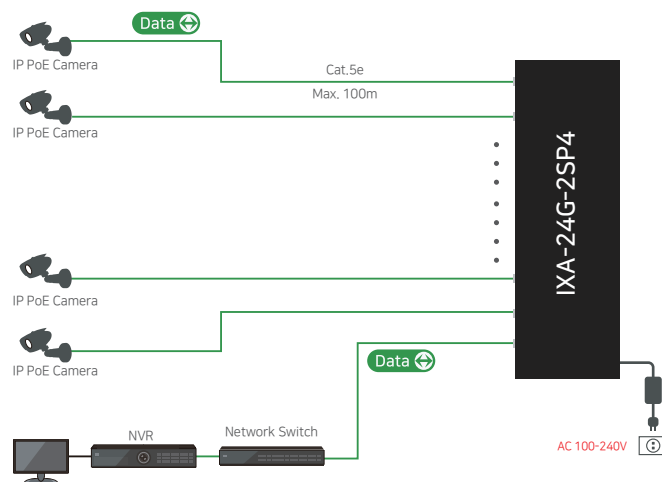 Data
IP PoE Camera
Cat.5e
Max. 100m
IP PoE Camera
IXA-24G-2SP4
IP PoE Camera
IP PoE Camera
Data
NVR
Network Switch
AC 100-240V